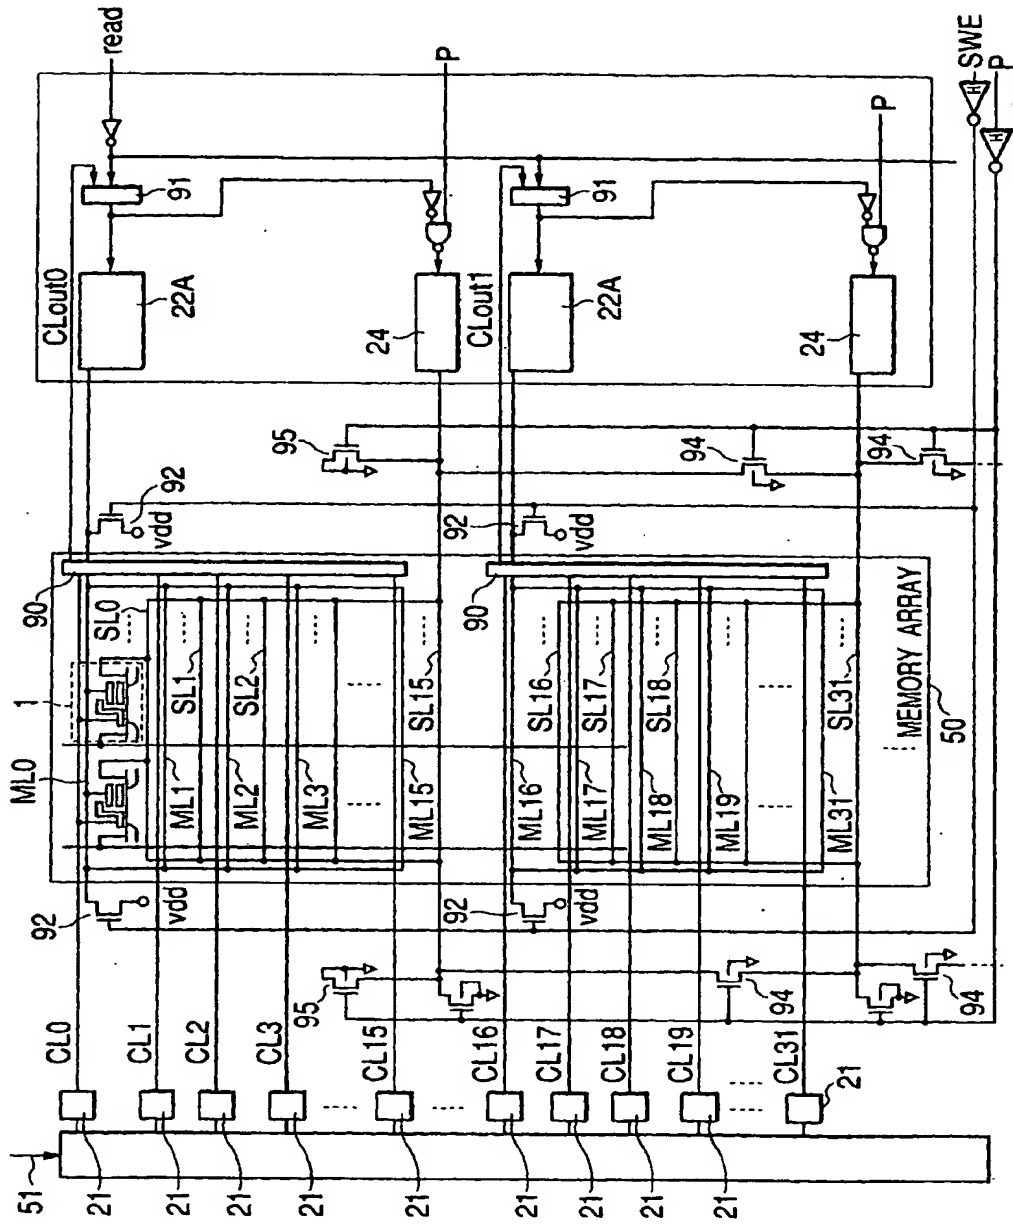 read
P
SWE
P
P
91
91
CLout0
22A
24
CLout1
22A
24
95
94
94
92
vdd
92
vdd
90
SL0
1
ML0
SL1
SL2
SL15
ML1
ML2
ML3
ML15
90
SL16
SL17
SL18
SL31
ML16
ML17
ML18
ML19
ML31
MEMORY ARRAY
50
92
vdd
92
vdd
95
94
94
CL0
CL1
CL2
CL3
CL15
CL16
CL17
CL18
CL19
CL31
21
51
21
21
21
21
21
21
21
21
21